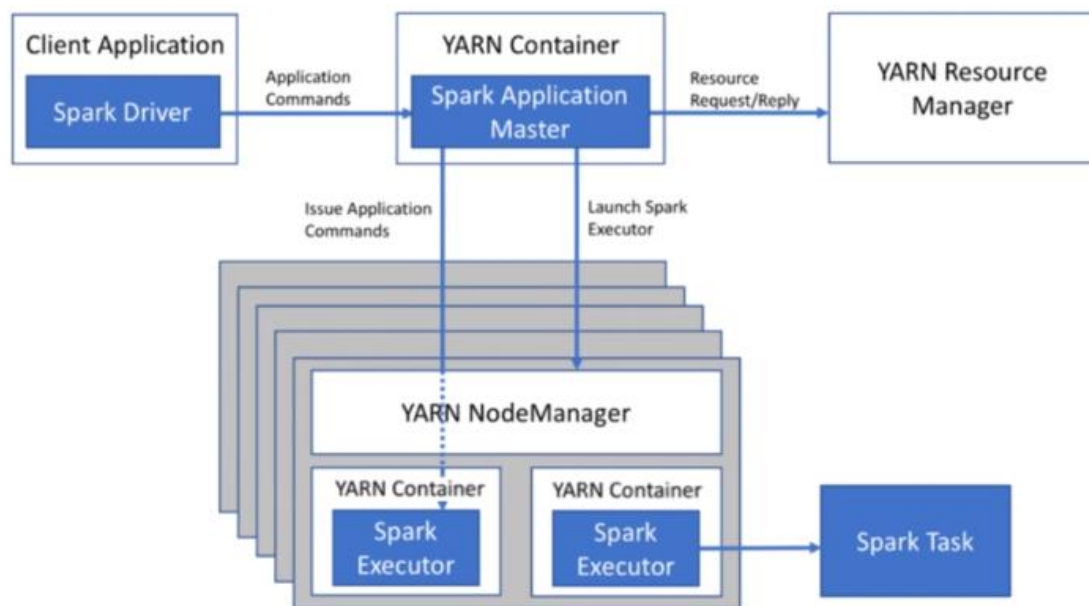 Client Application
Spark Driver
Application
Commands
YARN Container
Spark Application
Master
Resource
Request/Reply
YARN Resource
Manager
Issue Application
Commands
Launch Spark
Executor
YARN NodeManager
YARN Container
Spark
Executor
YARN Container
Spark
Executor
Spark Task